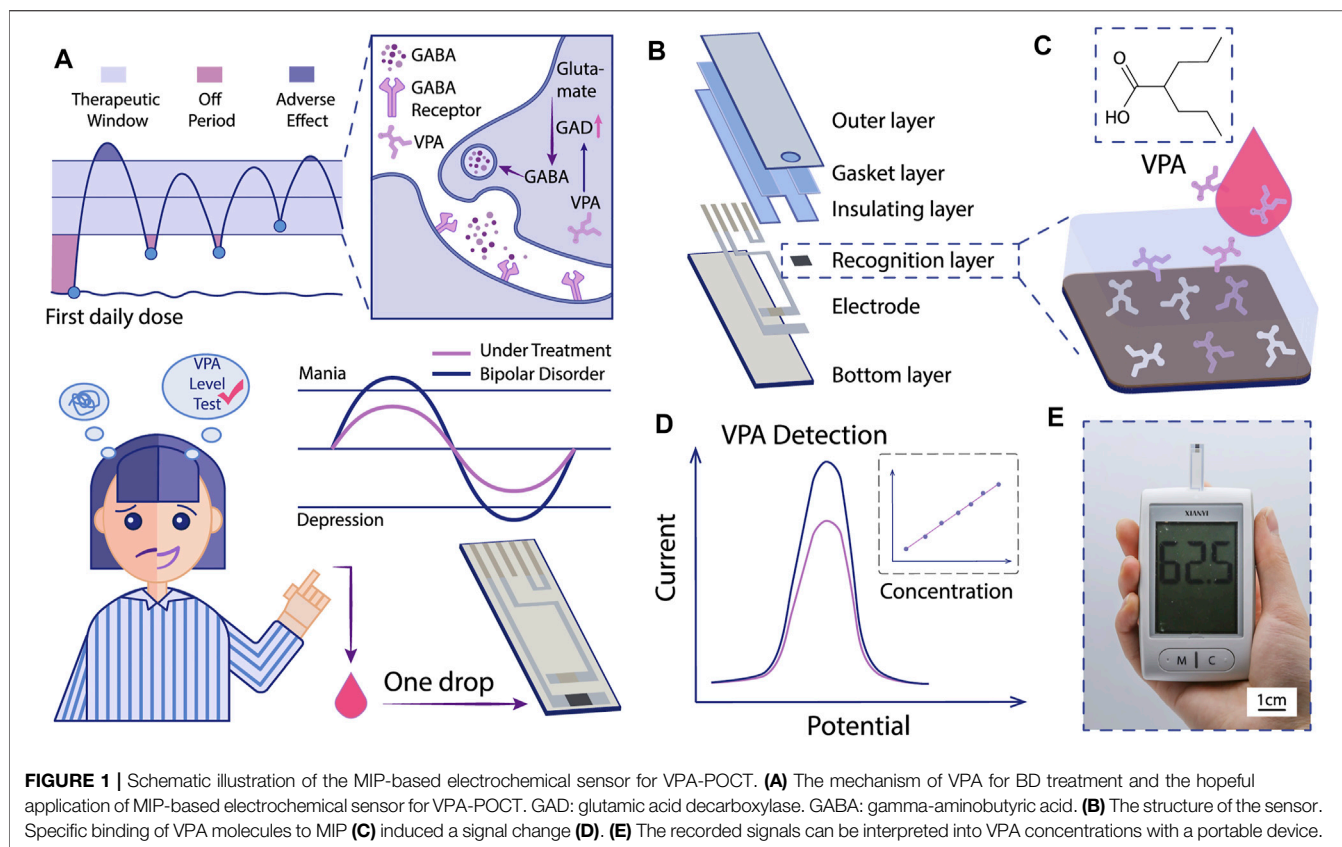 A
Therapeutic
Window
Off
Period
Adverse
Effect
First daily dose
GABA
GABA
Receptor
VPA
Gluta-
mate
GAD
GABA
VPA
VPA
Level
Test
Under Treatment
Bipolar Disorder
Mania
Depression
One drop
B
Outer layer
Gasket layer
Insulating layer
Recognition layer
Electrode
Bottom layer
C
O
HO
VPA
D
VPA Detection
Current
Potential
Concentration
E
XIANYI
625
M C
1cm
FIGURE 1 | Schematic illustration of the MIP-based electrochemical sensor for VPA-POCT. (A) The mechanism of VPA for BD treatment and the hopeful
application of MIP-based electrochemical sensor for VPA-POCT. GAD: glutamic acid decarboxylase. GABA: gamma-aminobutyric acid. (B) The structure of the sensor.
Specific binding of VPA molecules to MIP (C) induced a signal change (D). (E) The recorded signals can be interpreted into VPA concentrations with a portable device.